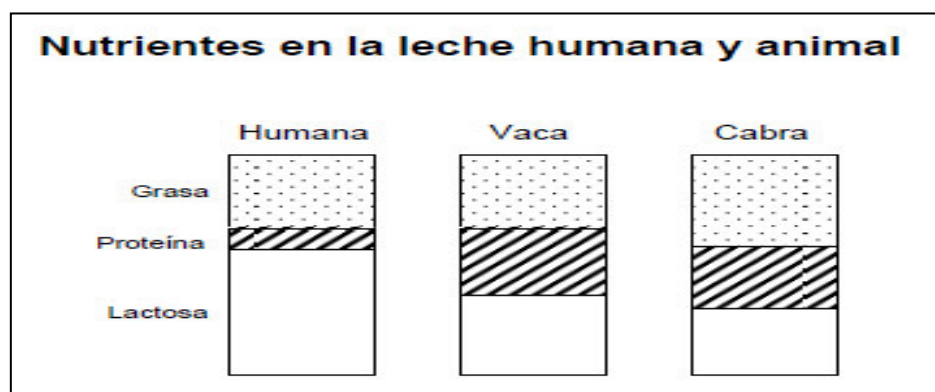 Nutrientes en la leche humana y animal
Humana Vaca Cabra
Grasa
Proteína
Lactosa